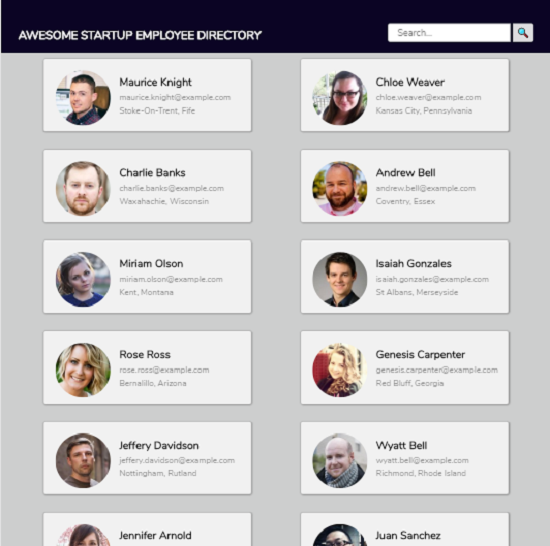 AWESOME STARTUP EMPLOYEE DIRECTORY
Search...
Maurice Knight
maurice.knight@example.com
Stoke-On-Trent, Fife
Chloe Weaver
chloe.weaver@example.com
Kansas City, Pennsylvania
Charlie Banks
charlie.banks@example.com
Waxahachie, Wisconsin
Andrew Bell
andrew.bell@example.com
Coventry, Essex
Miriam Olson
miriam.olson@example.com
Kent, Montana
Isaiah Gonzales
isaiah.gonzales@example.com
St Albans, Merseyside
Rose Ross
rose.ross@example.com
Bernalillo, Arizona
Genesis Carpenter
genesis.carpenter@example.com
Red Bluff, Georgia
Jeffery Davidson
jeffery.davidson@example.com
Nottingham, Rutland
Wyatt Bell
wyatt.bell@example.com
Richmond, Rhode Island
Jennifer Arnold
Juan Sanchez